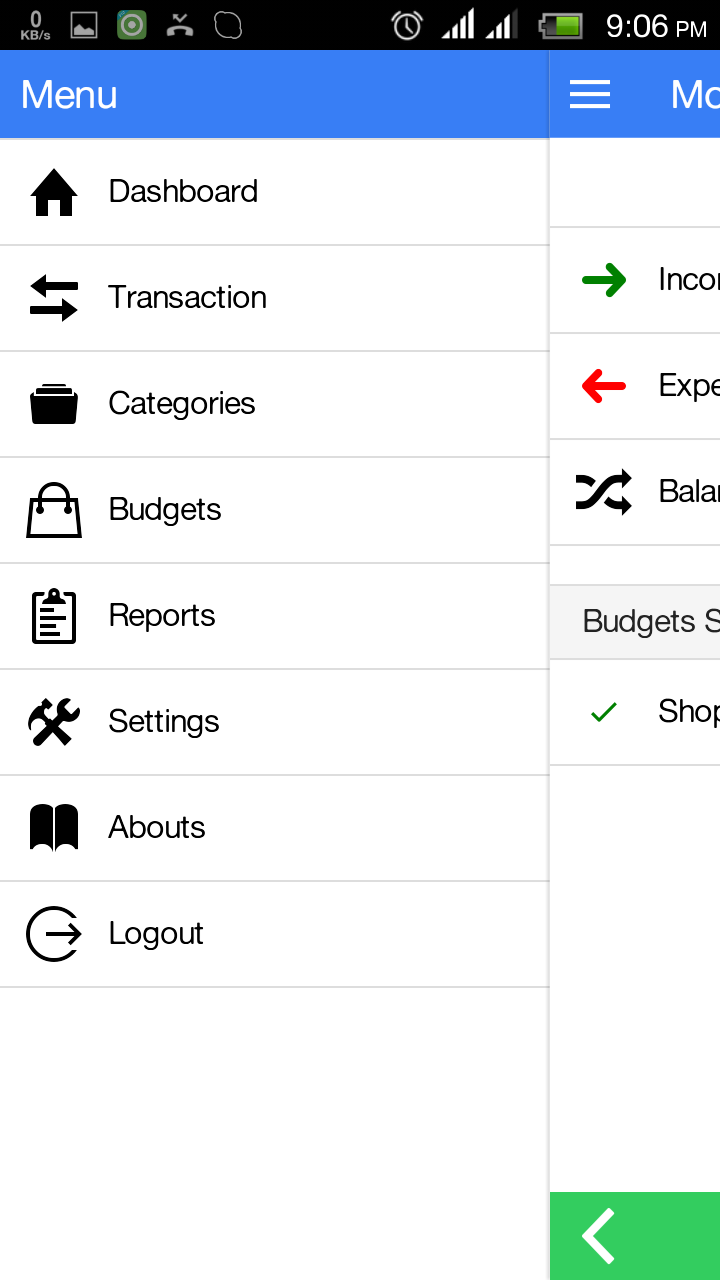 0
KB/s
9:06 PM
Menu
Dashboard
Transaction
Categories
Budgets
Reports
Settings
Abouts
Logout
Mo
Inco
Expe
Bala
Budgets S
Shop